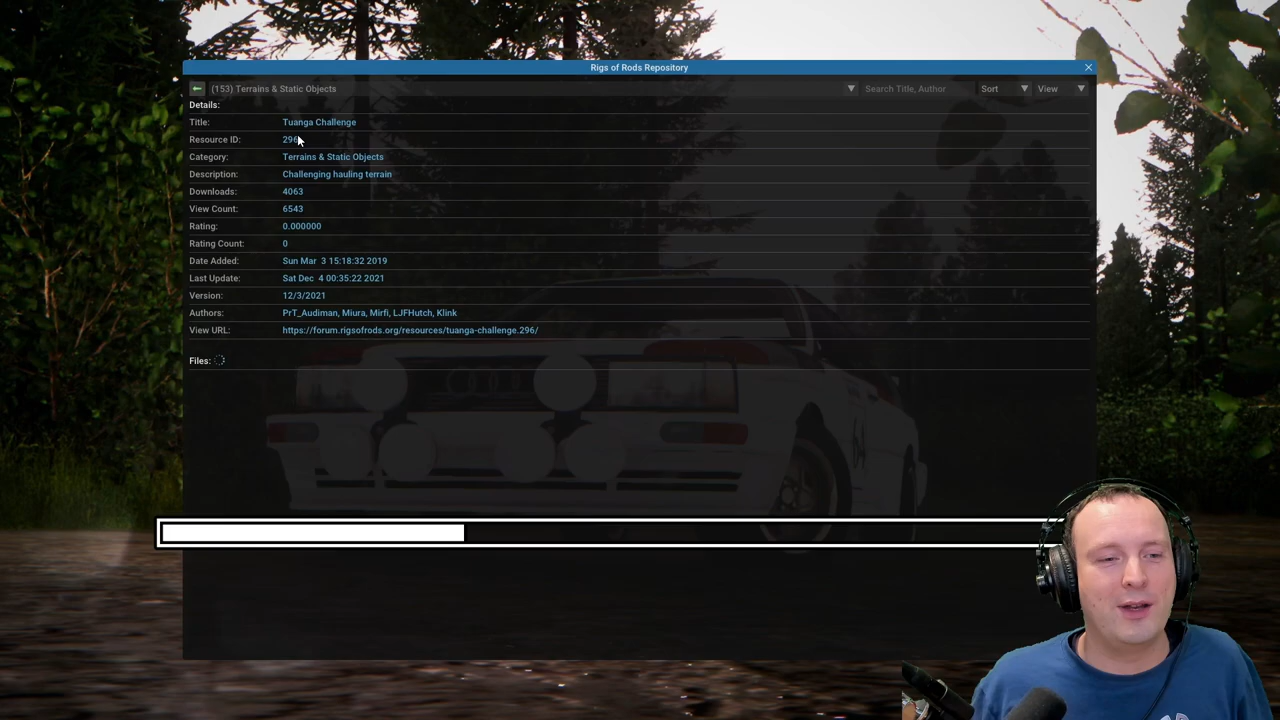 Rigs of Rods Repository
(153) Terrains & Static Objects Search Title, Author Sort View
Details:
Title: Tuanga Challenge
Resource ID: 296
Category: Terrains & Static Objects
Description: Challenging hauling terrain
Downloads: 4063
View Count: 6543
Rating: 0.000000
Rating Count: 0
Date Added: Sun Mar 3 15:18:32 2019
Last Update: Sat Dec 4 00:35:22 2021
Version: 12/3/2021
Authors: PrT_Audiman, Miura, Mirfi, LJFHutch, Klink
View URL: https://forum.rigsofrods.org/resources/tuanga-challenge.296/
Files: